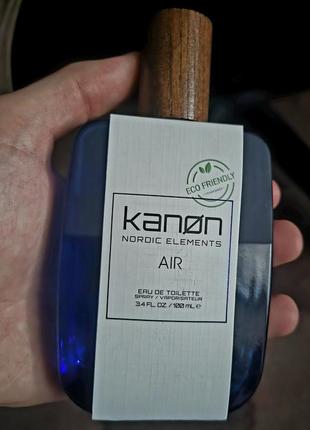 ECO FRIENDLY
kanøn
NORDIC ELEMENTS
AIR
EAU DE TOILETTE
SPRAY / VAPORISATEUR
3.4 FL. OZ. / 100 mL ℮